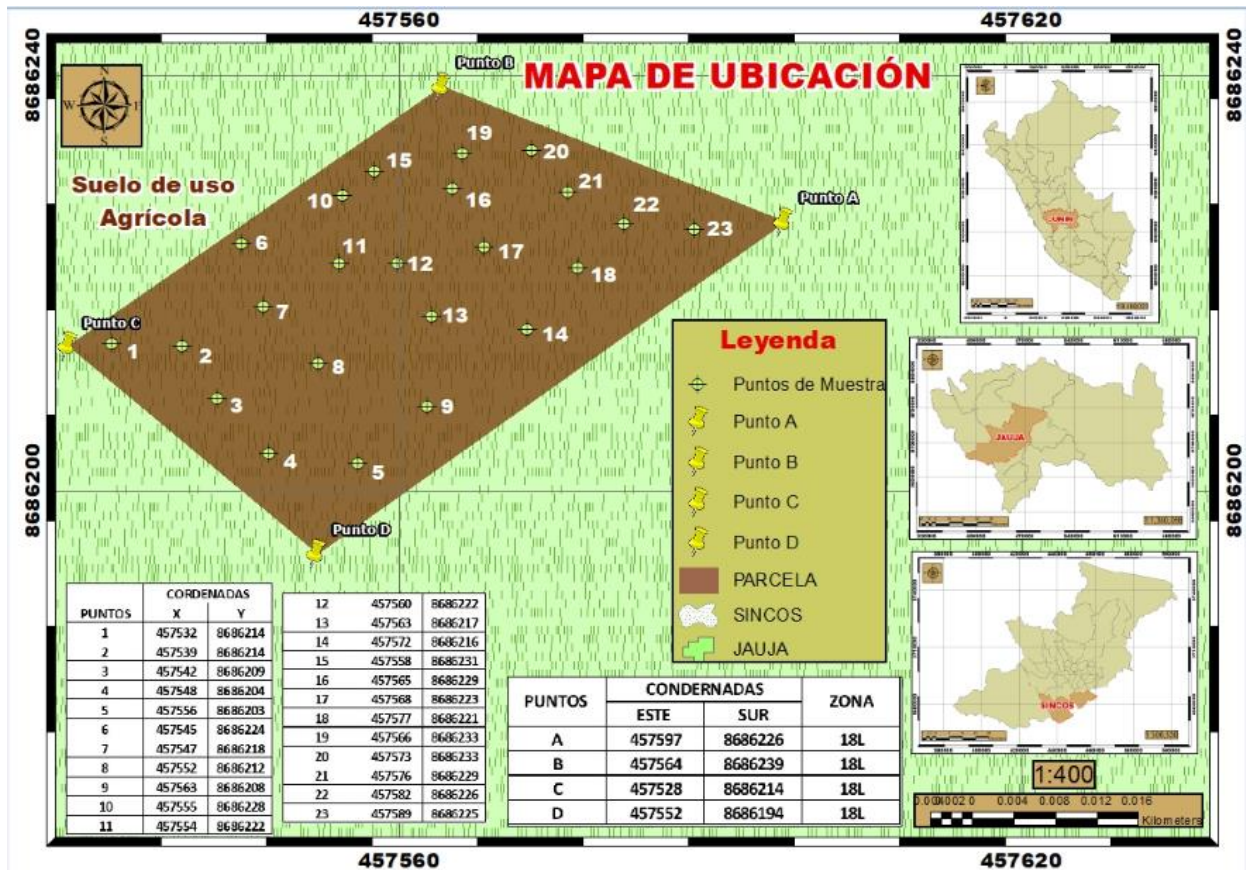 457560 457620
8686240 8686240
Punto B
MAPA DE UBICACIÓN
N
W E
S
Suelo de uso
Agrícola
19
20
15
10
16
21
22
Punto A
23
6
11
12
17
18
7
13
14
Punto C
1
2
8
3
9
4
5
Punto D
8686200 8686200
JUNIN
JAUJA
SINCOS
Leyenda
Puntos de Muestra
Punto A
Punto B
Punto C
Punto D
PARCELA
SINCOS
JAUJA
PUNTOS CORDENADAS
X Y
1 457532 8686214
2 457539 8686214
3 457542 8686209
4 457548 8686204
5 457556 8686203
6 457545 8686224
7 457547 8686218
8 457552 8686212
9 457563 8686208
10 457555 8686228
11 457554 8686222
12 457560 8686222
13 457563 8686217
14 457572 8686216
15 457558 8686231
16 457565 8686229
17 457568 8686223
18 457577 8686221
19 457566 8686233
20 457573 8686233
21 457576 8686229
22 457582 8686226
23 457589 8686225
PUNTOS CONDERNADAS ZONA
ESTE SUR
A 457597 8686226 18L
B 457564 8686239 18L
C 457528 8686214 18L
D 457552 8686194 18L
1:400
0.004 0.008 0.012 0.016
Kilometers
457560 457620